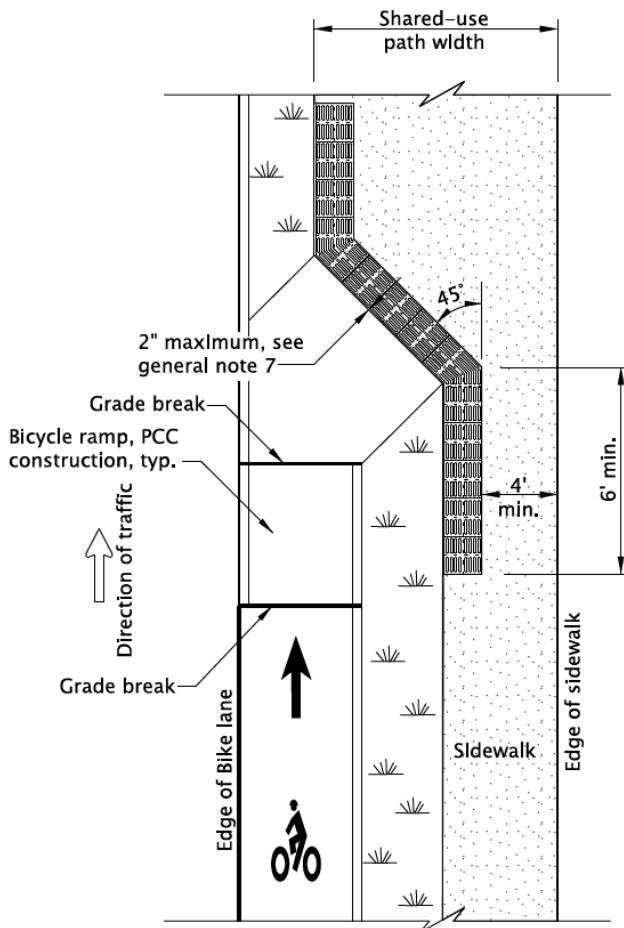 Shared-use
path width
45°
2" maximum, see
general note 7
Grade break
Bicycle ramp, PCC
construction, typ.
4'
min.
6' min.
Direction of traffic
Grade break
Edge of Bike lane
Sidewalk
Edge of sidewalk